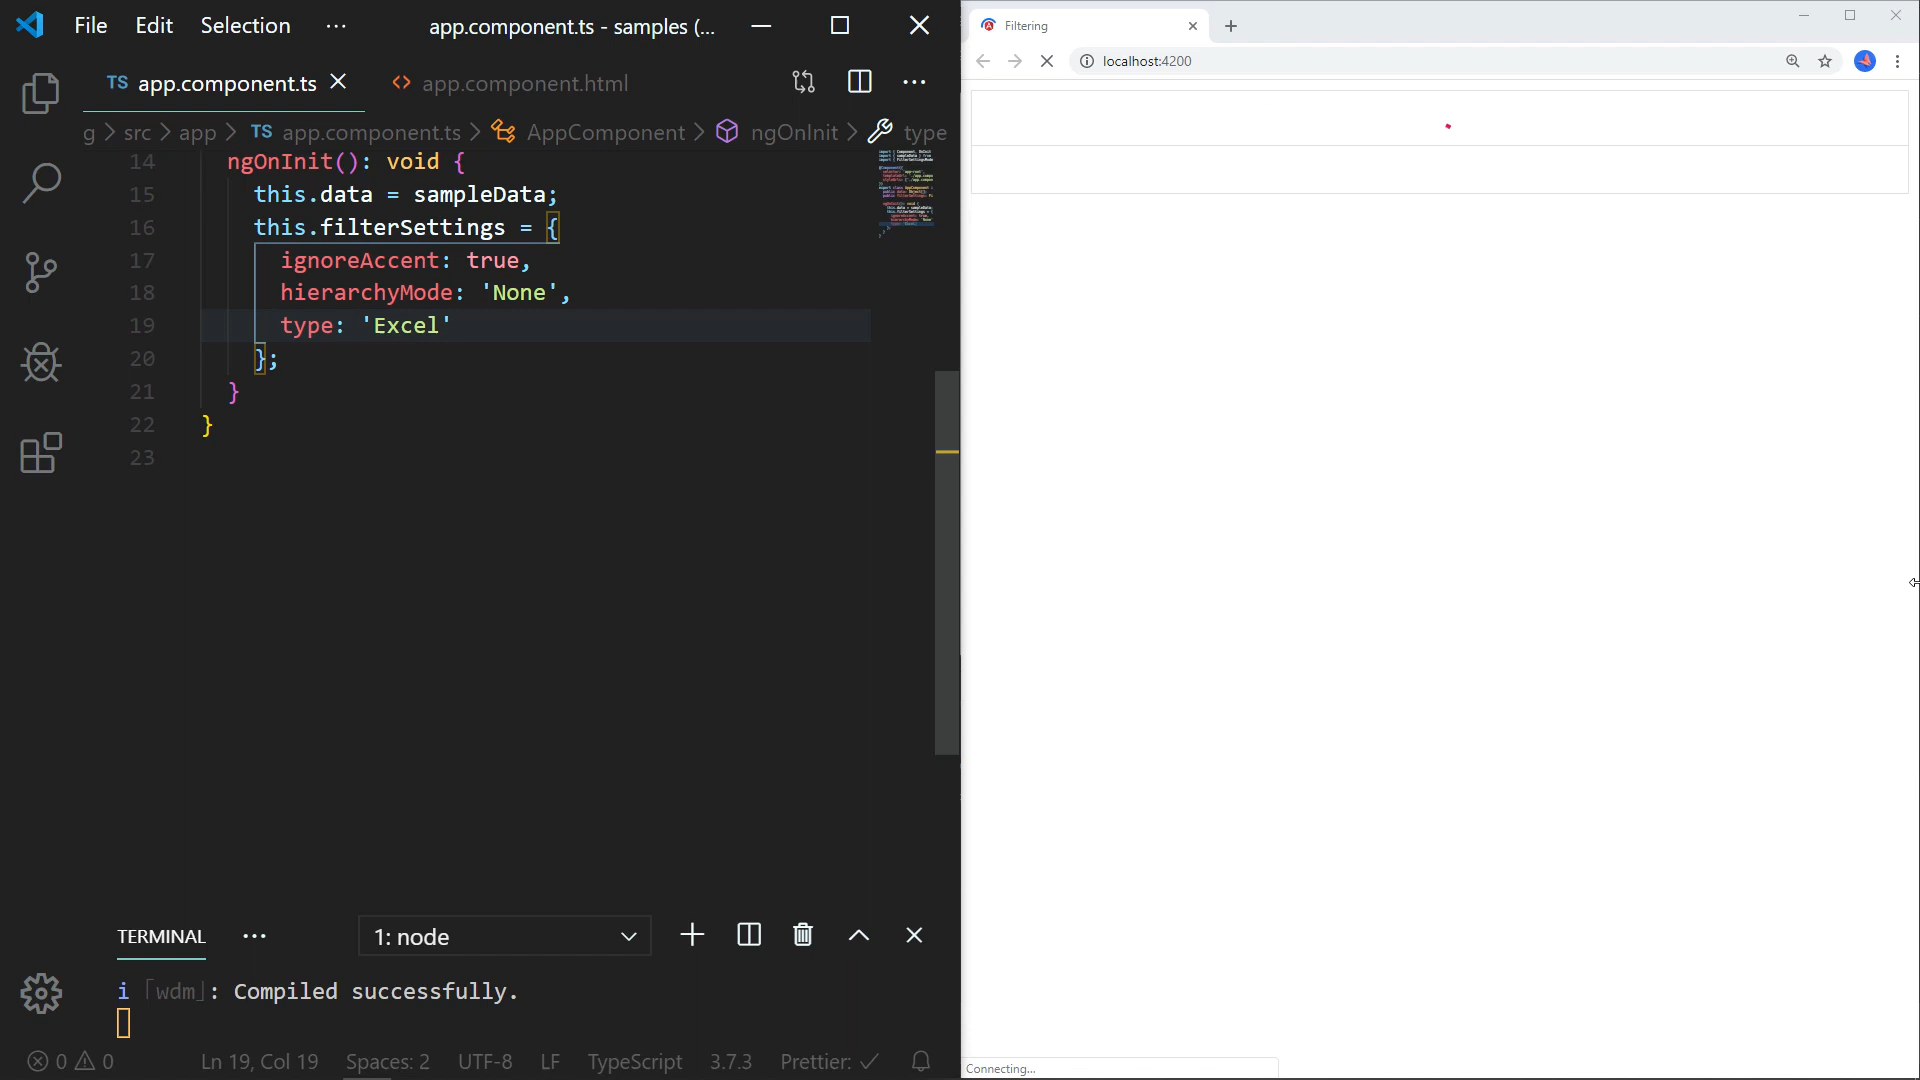 File Edit Selection ··· app.component.ts - samples (...
TS app.component.ts app.component.html ···
g > src > app > TS app.component.ts > AppComponent > ngOnInit > type
14 ngOnInit(): void {
15 this.data = sampleData;
16 this.filterSettings = {
17 ignoreAccent: true,
18 hierarchyMode: 'None',
19 type: 'Excel'
20 };
21 }
22 }
23
TERMINAL ··· 1: node
i ｢wdm｣: Compiled successfully.
0 0 Ln 19, Col 19 Spaces: 2 UTF-8 LF TypeScript 3.7.3 Prettier: ✓
Filtering
localhost:4200
Connecting...